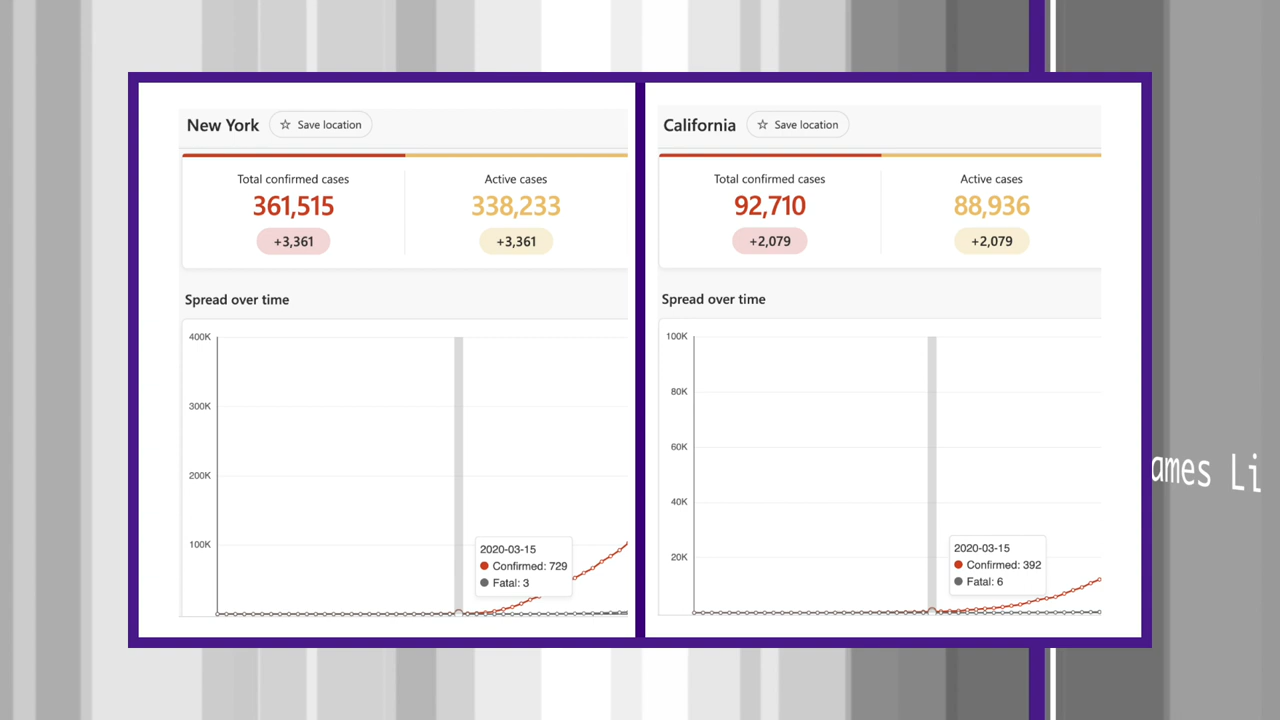 New York
Save location
Total confirmed cases
361,515
+3,361
Active cases
338,233
+3,361
Spread over time
400K
300K
200K
100K
2020-03-15
Confirmed: 729
Fatal: 3
California
Save location
Total confirmed cases
92,710
+2,079
Active cases
88,936
+2,079
Spread over time
100K
80K
60K
40K
20K
2020-03-15
Confirmed: 392
Fatal: 6
ames Li